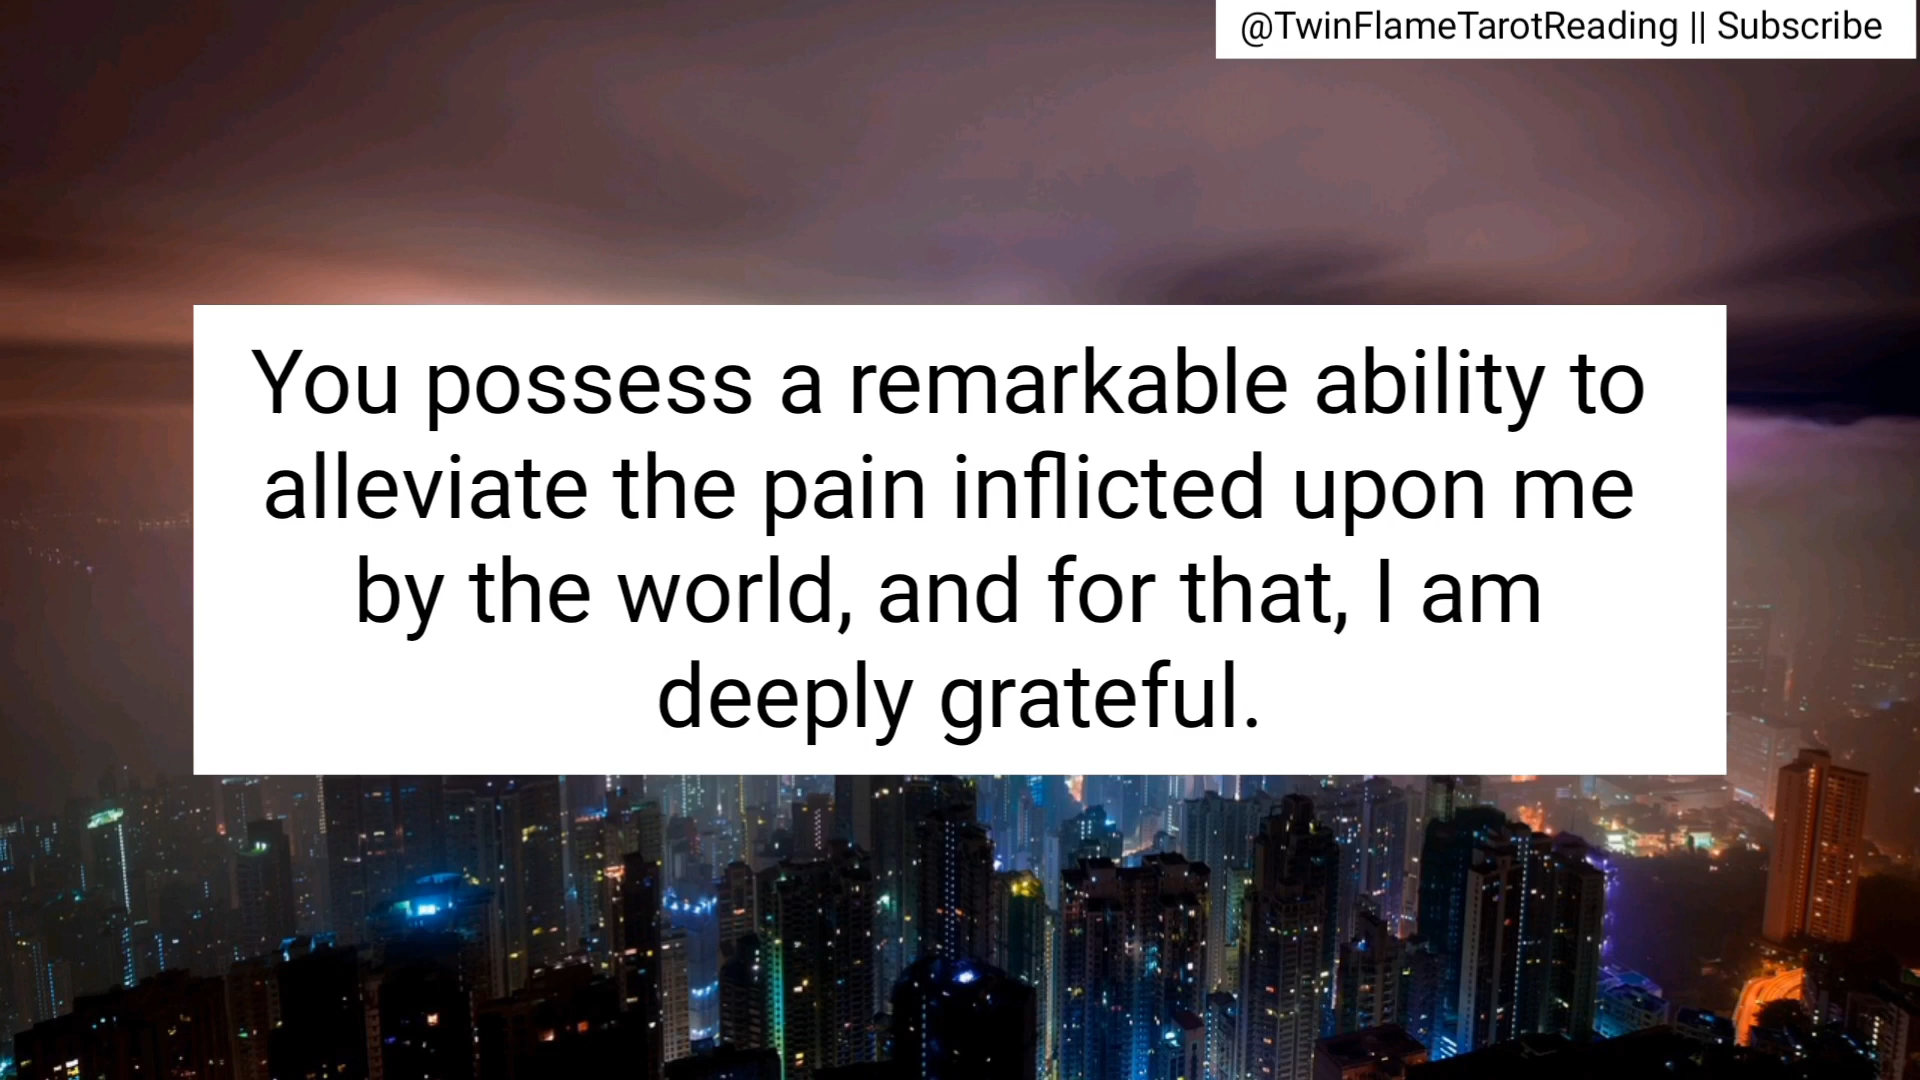 @TwinFlameTarotReading || Subscribe
You possess a remarkable ability to
alleviate the pain inflicted upon me
by the world, and for that, I am
deeply grateful.